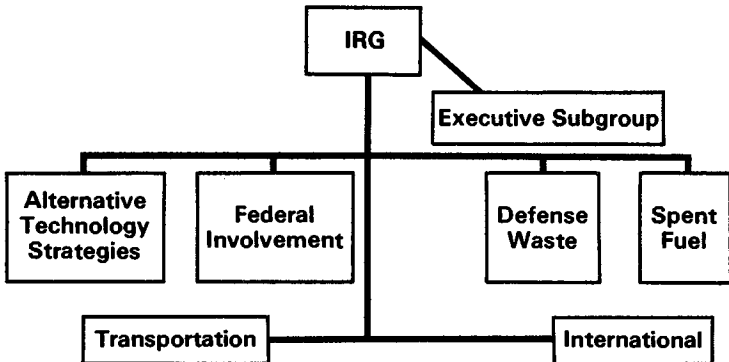 IRG
Executive Subgroup
Alternative
Technology
Strategies
Federal
Involvement
Defense
Waste
Spent
Fuel
Transportation
International